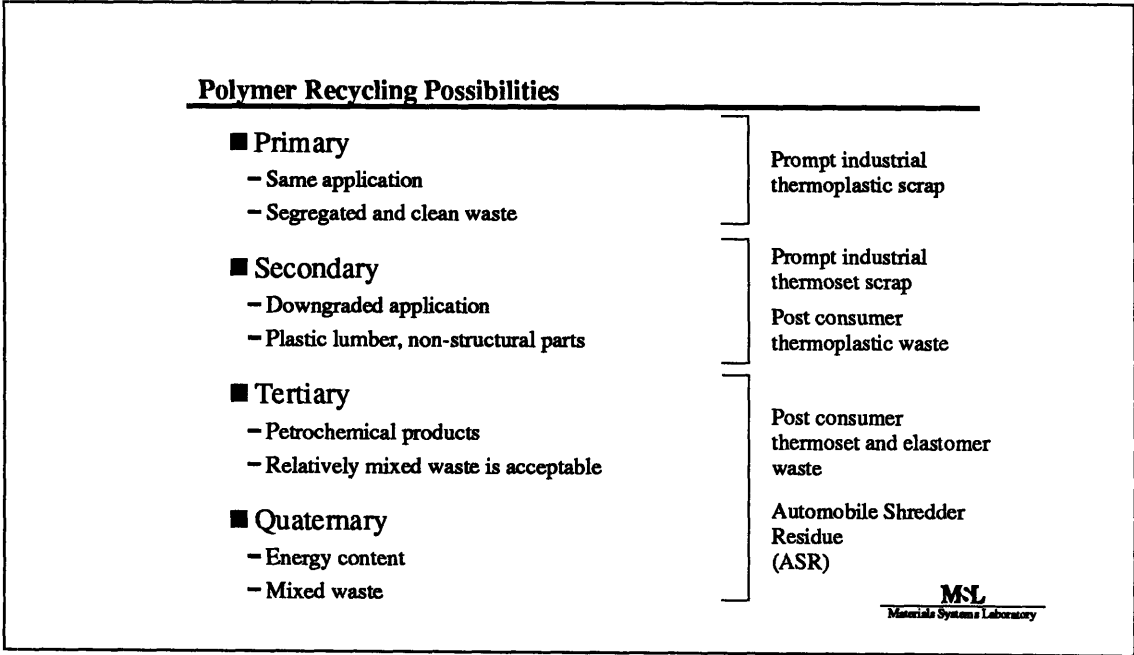 Polymer Recycling Possibilities
■ Primary
– Same application
– Segregated and clean waste
Prompt industrial
thermoplastic scrap
■ Secondary
– Downgraded application
– Plastic lumber, non-structural parts
Prompt industrial
thermoset scrap
Post consumer
thermoplastic waste
■ Tertiary
– Petrochemical products
– Relatively mixed waste is acceptable
Post consumer
thermoset and elastomer
waste
■ Quaternary
– Energy content
– Mixed waste
Automobile Shredder
Residue
(ASR)
MSL
Materials Systems Laboratory